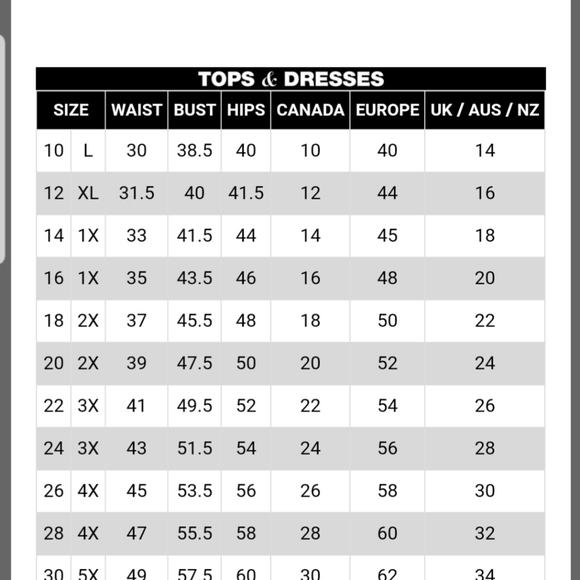 TOPS & DRESSES
SIZE WAIST BUST HIPS CANADA EUROPE UK / AUS / NZ
10 L 30 38.5 40 10 40 14
12 XL 31.5 40 41.5 12 44 16
14 1X 33 41.5 44 14 45 18
16 1X 35 43.5 46 16 48 20
18 2X 37 45.5 48 18 50 22
20 2X 39 47.5 50 20 52 24
22 3X 41 49.5 52 22 54 26
24 3X 43 51.5 54 24 56 28
26 4X 45 53.5 56 26 58 30
28 4X 47 55.5 58 28 60 32
30 5X 49 57.5 60 30 62 34